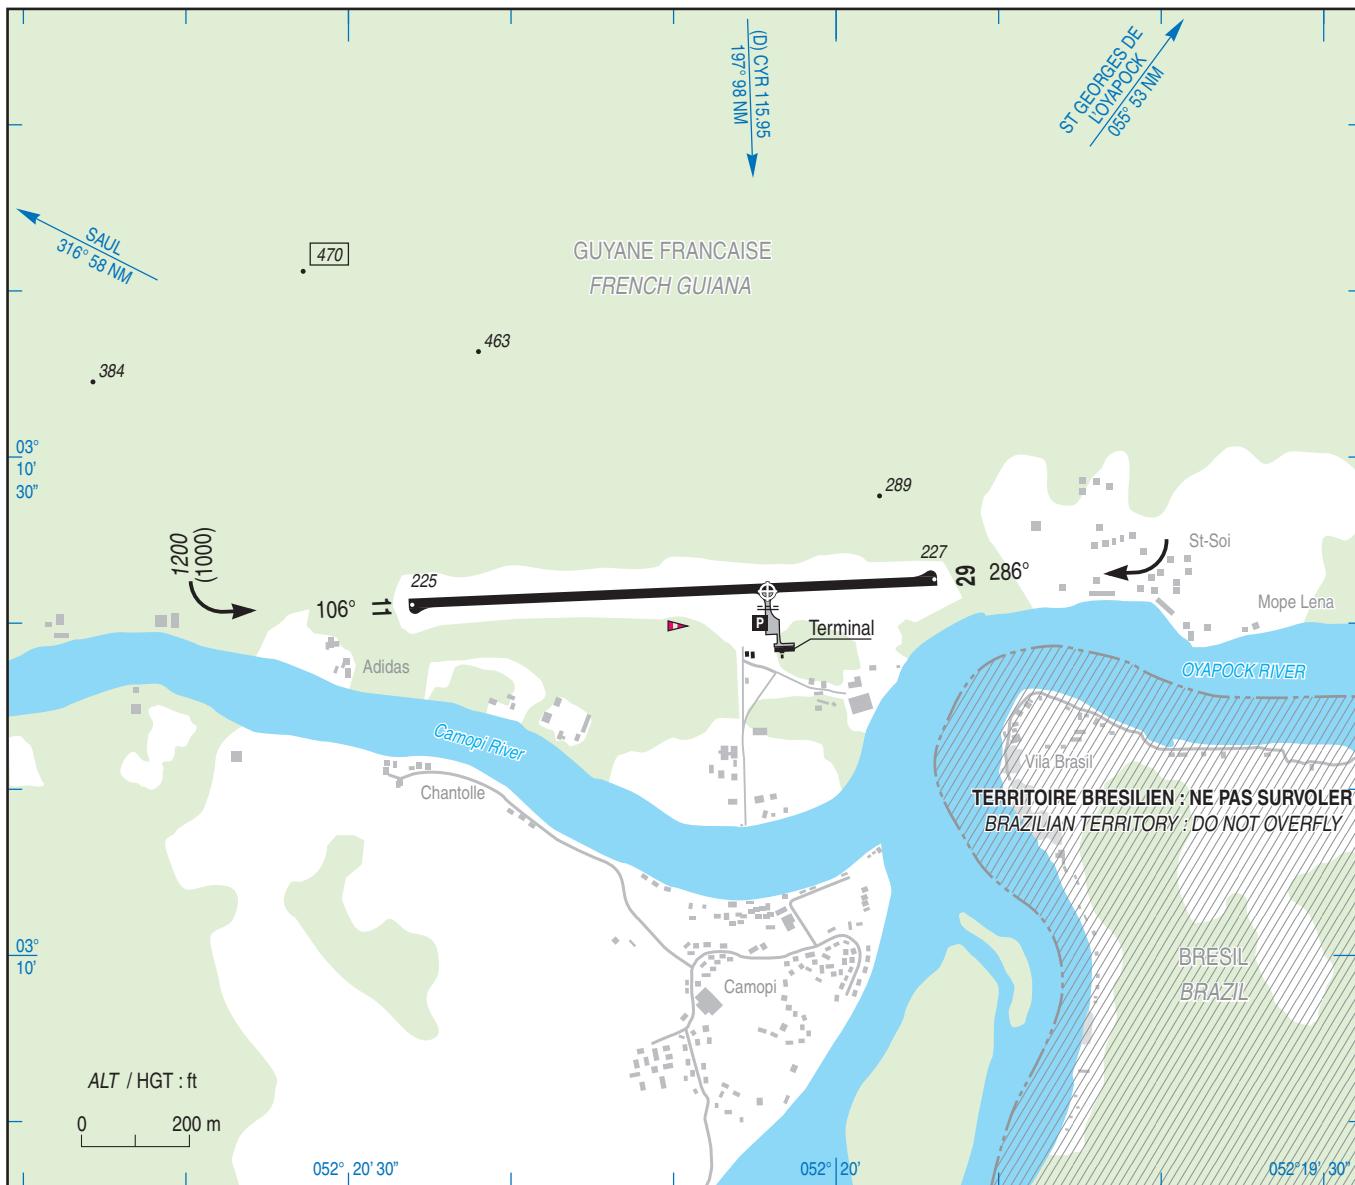 (D) CYR 115.95
197° 98 NM
ST GEORGES DE
L'OYAPOCK
055° 53 NM
SAUL
316° 58 NM
470
GUYANE FRANCAISE
FRENCH GUIANA
463
384
03°
10'
30"
289
1200
(1000)
225
227
106°
11
29
286°
St-Soi
Mope Lena
P
Terminal
Adidas
OYAPOCK RIVER
Camopi River
Vila Brasil
Chantolle
TERRITOIRE BRESILIEN : NE PAS SURVOLER
BRAZILIAN TERRITORY : DO NOT OVERFLY
03°
10'
BRESIL
BRAZIL
Camopi
ALT / HGT : ft
0 200 m
052° 20' 30"
052° 20'
052°19' 30"